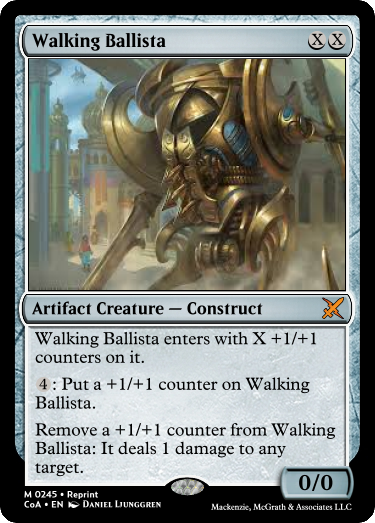 Walking Ballista XX
Artifact Creature — Construct
Walking Ballista enters with X +1/+1
counters on it.
4: Put a +1/+1 counter on Walking
Ballista.
Remove a +1/+1 counter from Walking
Ballista: It deals 1 damage to any
target.
0/0
M 0245 • Reprint
CoA • EN Daniel Ljunggren
Mackenzie, McGrath & Associates LLC